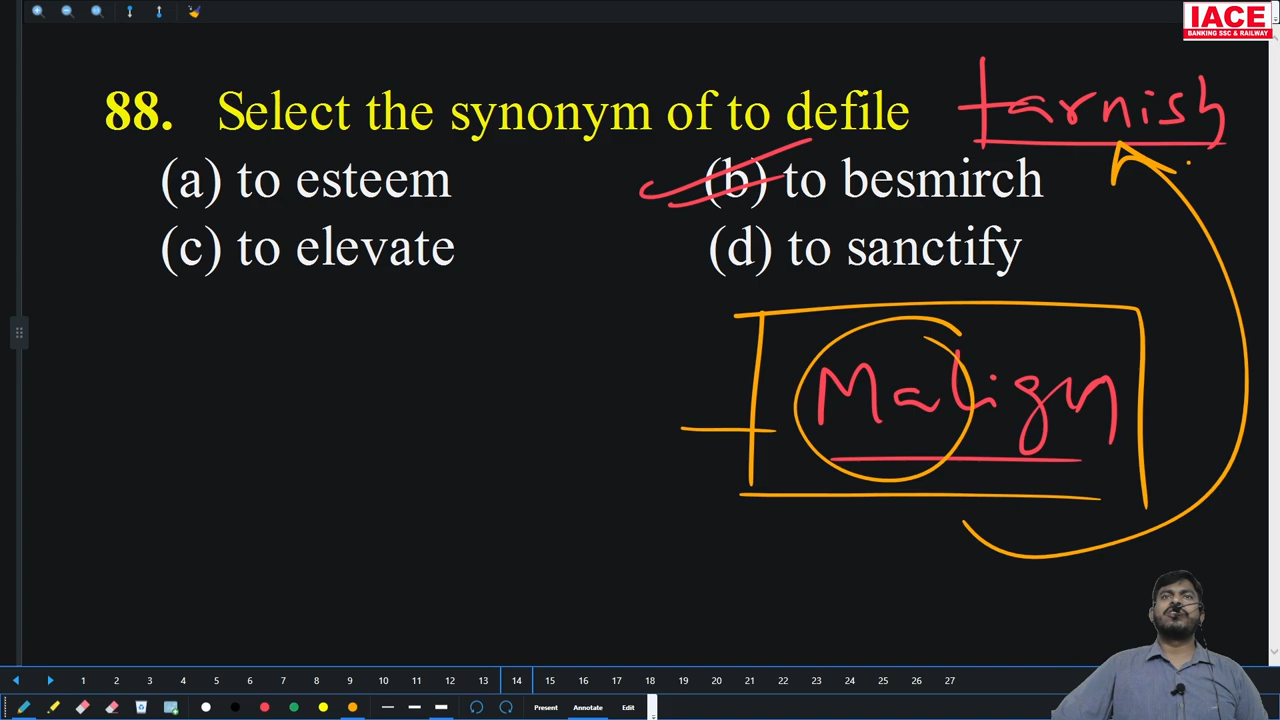 IACE
BANKING SSC & RAILWAY
88. Select the synonym of to defile
tarnish
(a) to esteem
(b) to besmirch
(c) to elevate
(d) to sanctify
Malign
1 2 3 4 5 6 7 8 9 10 11 12 13 14 15 16 17 18 19 20 21 22 23 24 25 26 27
Present Annotate Edit